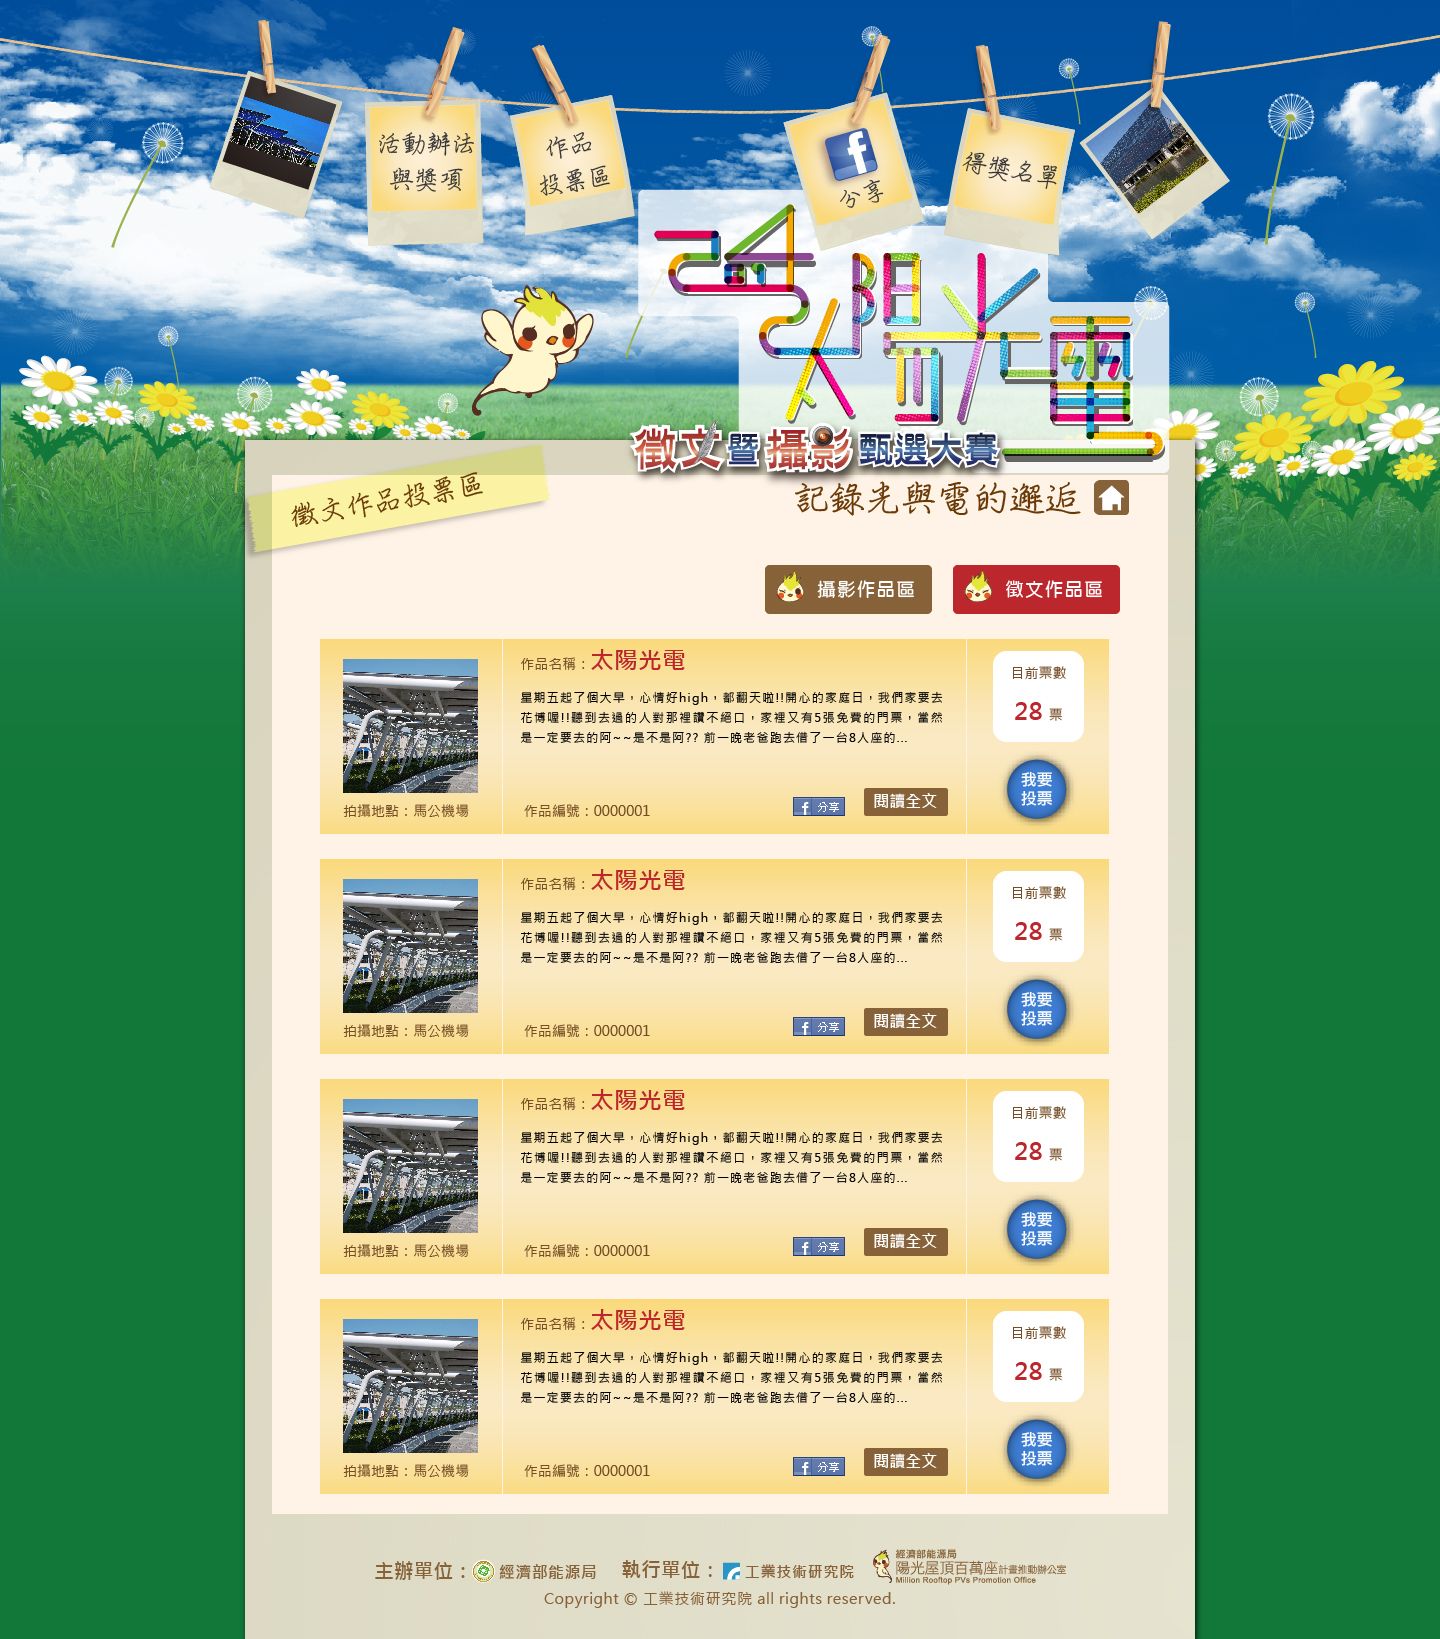 活動辦法
與獎項
作品
投票區
分享
得獎名單
陽光電
徵文暨攝影甄選大賽
徵文作品投票區
記錄光與電的邂逅
攝影作品區
徵文作品區
作品名稱：太陽光電
星期五起了個大早，心情好high，都翻天啦!!開心的家庭日，我們家要去
花博喔!!聽到去過的人對那裡讚不絕口，家裡又有5張免費的門票，當然
是一定要去的阿~~是不是阿?? 前一晚老爸跑去借了一台8人座的...
目前票數
28 票
我要
投票
拍攝地點：馬公機場
作品編號：0000001
分享
閱讀全文
作品名稱：太陽光電
星期五起了個大早，心情好high，都翻天啦!!開心的家庭日，我們家要去
花博喔!!聽到去過的人對那裡讚不絕口，家裡又有5張免費的門票，當然
是一定要去的阿~~是不是阿?? 前一晚老爸跑去借了一台8人座的...
目前票數
28 票
我要
投票
拍攝地點：馬公機場
作品編號：0000001
分享
閱讀全文
作品名稱：太陽光電
星期五起了個大早，心情好high，都翻天啦!!開心的家庭日，我們家要去
花博喔!!聽到去過的人對那裡讚不絕口，家裡又有5張免費的門票，當然
是一定要去的阿~~是不是阿?? 前一晚老爸跑去借了一台8人座的...
目前票數
28 票
我要
投票
拍攝地點：馬公機場
作品編號：0000001
分享
閱讀全文
作品名稱：太陽光電
星期五起了個大早，心情好high，都翻天啦!!開心的家庭日，我們家要去
花博喔!!聽到去過的人對那裡讚不絕口，家裡又有5張免費的門票，當然
是一定要去的阿~~是不是阿?? 前一晚老爸跑去借了一台8人座的...
目前票數
28 票
我要
投票
拍攝地點：馬公機場
作品編號：0000001
分享
閱讀全文
主辦單位：經濟部能源局 執行單位：工業技術研究院
經濟部能源局
陽光屋頂百萬座計畫推動辦公室
Million Rooftop PVs Promotion Office
Copyright © 工業技術研究院 all rights reserved.